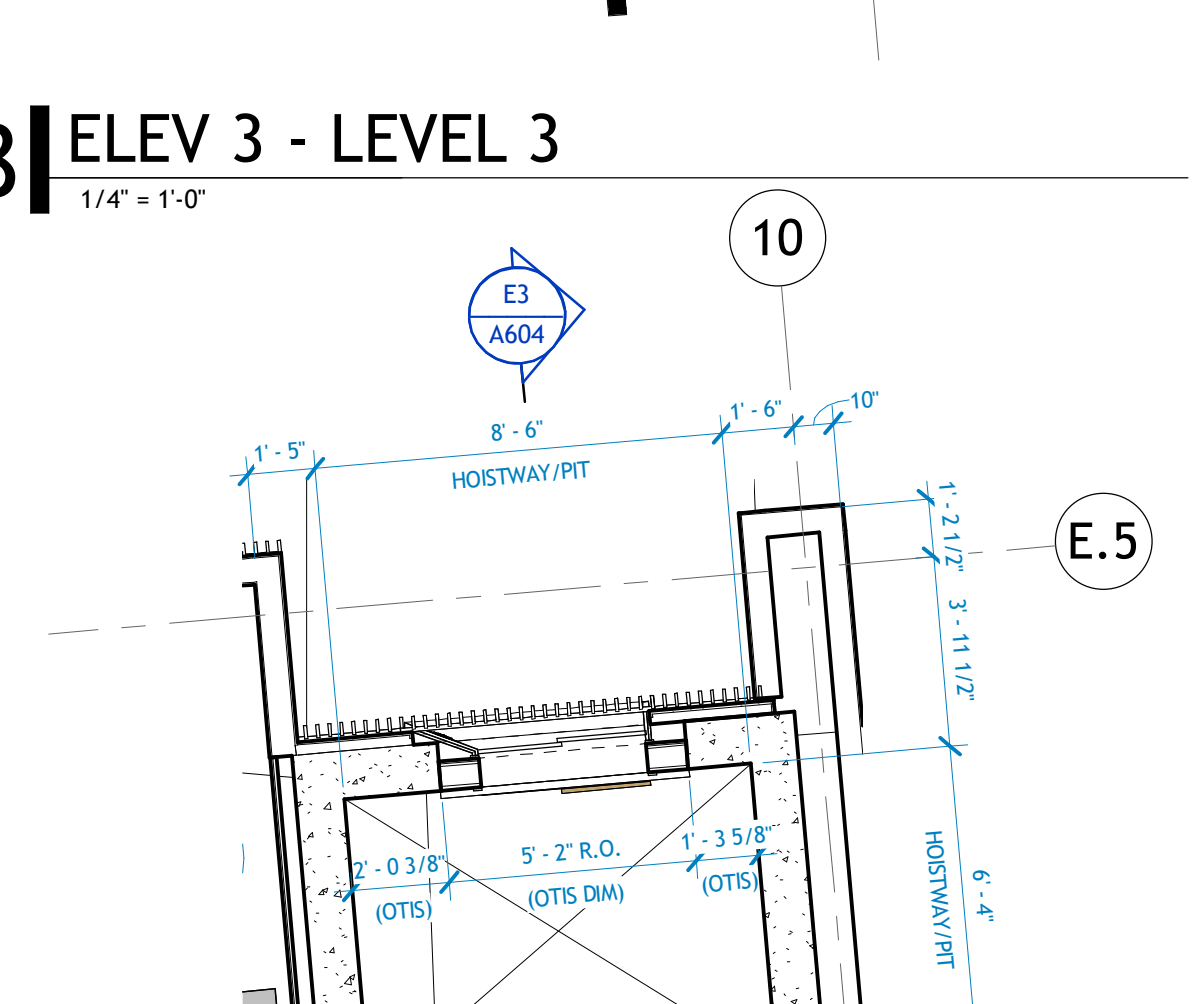 ELEV 3 - LEVEL 3
1/4" = 1'-0"
10
E3
A604
1' - 5"
8' - 6"
HOISTWAY/PIT
1' - 6"
10"
1' - 2 1/2"
E.5
3' - 11 1/2"
2' - 0 3/8"
(OTIS)
5' - 2" R.O.
(OTIS DIM)
1' - 3 5/8"
(OTIS)
HOISTWAY/PIT
6' - 4"